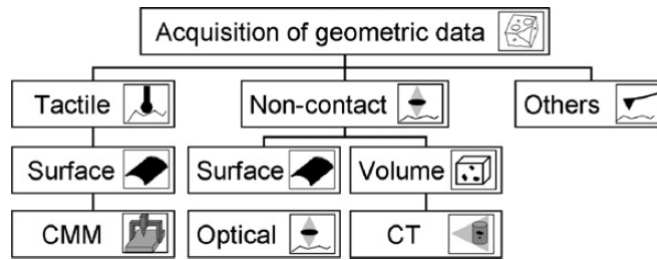 Acquisition of geometric data
Tactile
Non-contact
Others
Surface
Surface
Volume
CMM
Optical
CT